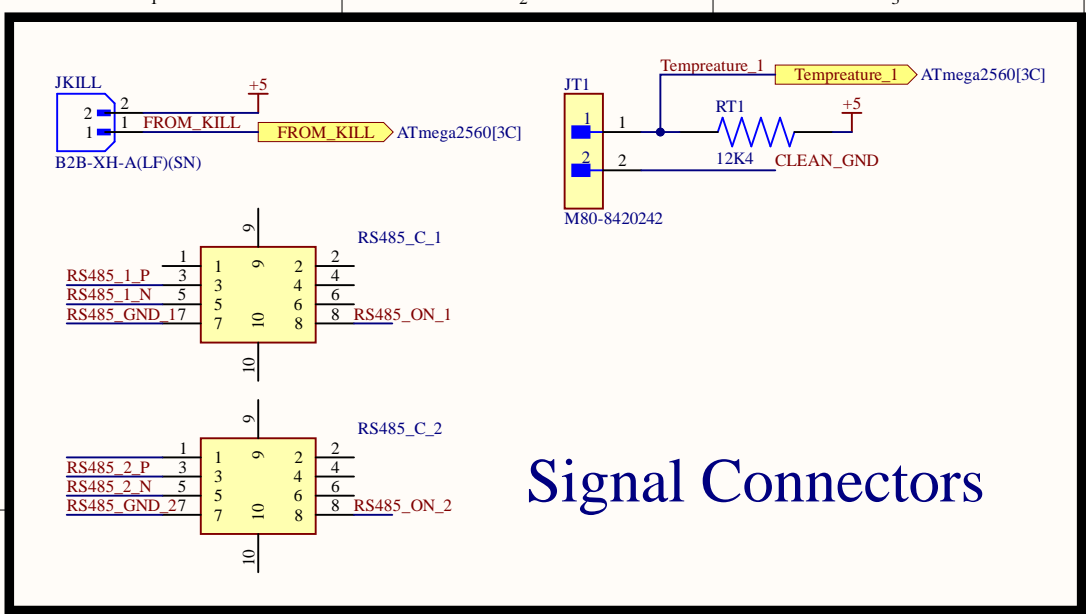 JKILL
+5
2
2
1
1
FROM_KILL
FROM_KILL
ATmega2560[3C]
B2B-XH-A(LF)(SN)
JT1
Tempreature_1
Tempreature_1
ATmega2560[3C]
1
1
RT1
+5
12K4
2
2
CLEAN_GND
M80-8420242
9
RS485_C_1
1
1
9
2
2
RS485_1_P
3
3
4
4
RS485_1_N
5
5
6
6
RS485_GND_1
7
7
10
8
8
RS485_ON_1
10
9
RS485_C_2
1
1
9
2
2
RS485_2_P
3
3
4
4
RS485_2_N
5
5
6
6
RS485_GND_2
7
7
10
8
8
RS485_ON_2
10
Signal Connectors